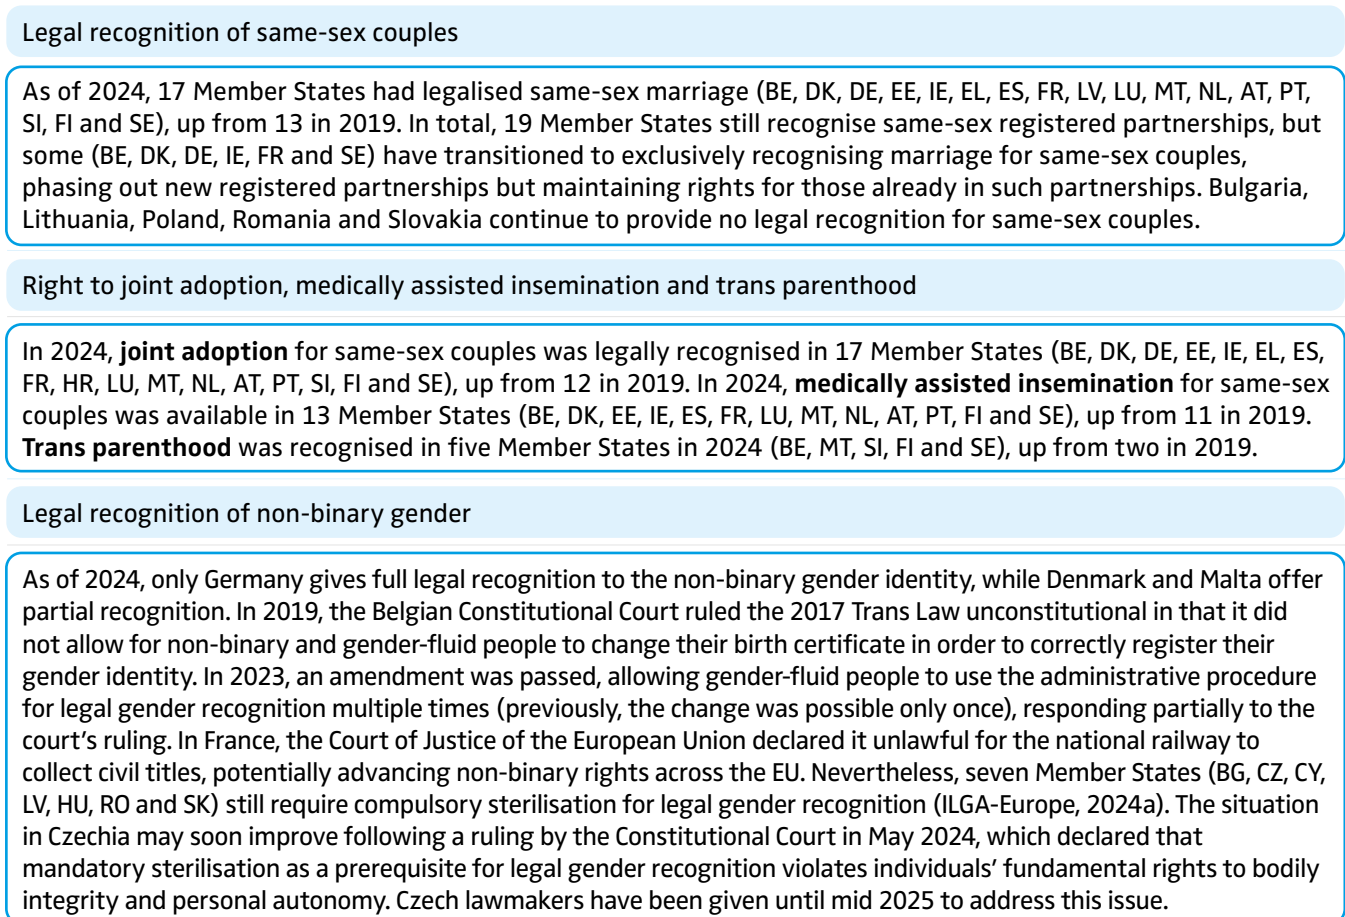 Legal recognition of same-sex couples
As of 2024, 17 Member States had legalised same-sex marriage (BE, DK, DE, EE, IE, EL, ES, FR, LV, LU, MT, NL, AT, PT,
SI, FI and SE), up from 13 in 2019. In total, 19 Member States still recognise same-sex registered partnerships, but
some (BE, DK, DE, IE, FR and SE) have transitioned to exclusively recognising marriage for same-sex couples,
phasing out new registered partnerships but maintaining rights for those already in such partnerships. Bulgaria,
Lithuania, Poland, Romania and Slovakia continue to provide no legal recognition for same-sex couples.
Right to joint adoption, medically assisted insemination and trans parenthood
In 2024, joint adoption for same-sex couples was legally recognised in 17 Member States (BE, DK, DE, EE, IE, EL, ES,
FR, HR, LU, MT, NL, AT, PT, SI, FI and SE), up from 12 in 2019. In 2024, medically assisted insemination for same-sex
couples was available in 13 Member States (BE, DK, EE, IE, ES, FR, LU, MT, NL, AT, PT, FI and SE), up from 11 in 2019.
Trans parenthood was recognised in five Member States in 2024 (BE, MT, SI, FI and SE), up from two in 2019.
Legal recognition of non-binary gender
As of 2024, only Germany gives full legal recognition to the non-binary gender identity, while Denmark and Malta offer
partial recognition. In 2019, the Belgian Constitutional Court ruled the 2017 Trans Law unconstitutional in that it did
not allow for non-binary and gender-fluid people to change their birth certificate in order to correctly register their
gender identity. In 2023, an amendment was passed, allowing gender-fluid people to use the administrative procedure
for legal gender recognition multiple times (previously, the change was possible only once), responding partially to the
court's ruling. In France, the Court of Justice of the European Union declared it unlawful for the national railway to
collect civil titles, potentially advancing non-binary rights across the EU. Nevertheless, seven Member States (BG, CZ, CY,
LV, HU, RO and SK) still require compulsory sterilisation for legal gender recognition (ILGA-Europe, 2024a). The situation
in Czechia may soon improve following a ruling by the Constitutional Court in May 2024, which declared that
mandatory sterilisation as a prerequisite for legal gender recognition violates individuals' fundamental rights to bodily
integrity and personal autonomy. Czech lawmakers have been given until mid 2025 to address this issue.